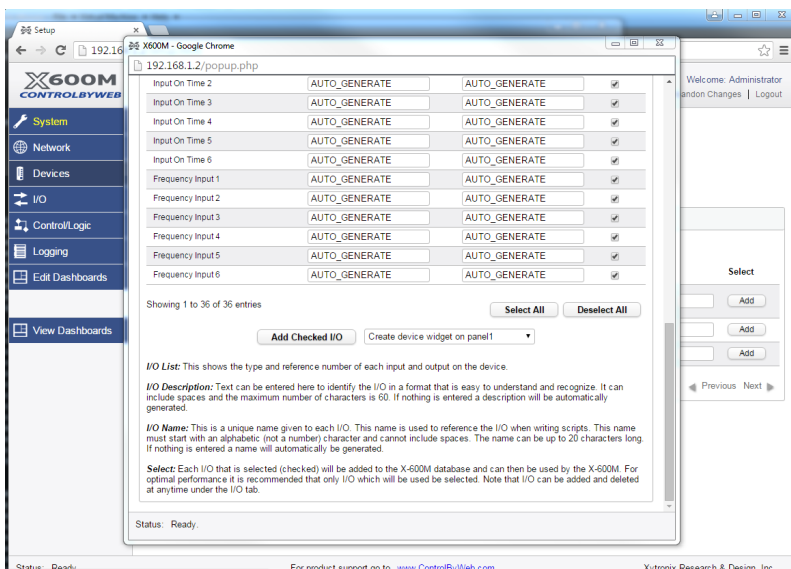 Setup
X600M - Google Chrome
192.16
192.168.1.2/popup.php
X600M
CONTROLBYWEB
Welcome: Administrator
andon Changes | Logout
System
Network
Devices
I/O
Control/Logic
Logging
Edit Dashboards
View Dashboards
Input On Time 2 AUTO_GENERATE AUTO_GENERATE
Input On Time 3 AUTO_GENERATE AUTO_GENERATE
Input On Time 4 AUTO_GENERATE AUTO_GENERATE
Input On Time 5 AUTO_GENERATE AUTO_GENERATE
Input On Time 6 AUTO_GENERATE AUTO_GENERATE
Frequency Input 1 AUTO_GENERATE AUTO_GENERATE
Frequency Input 2 AUTO_GENERATE AUTO_GENERATE
Frequency Input 3 AUTO_GENERATE AUTO_GENERATE
Frequency Input 4 AUTO_GENERATE AUTO_GENERATE
Frequency Input 5 AUTO_GENERATE AUTO_GENERATE
Frequency Input 6 AUTO_GENERATE AUTO_GENERATE
Showing 1 to 36 of 36 entries
Select All Deselect All
Add Checked I/O Create device widget on panel1
I/O List: This shows the type and reference number of each input and output on the device.
I/O Description: Text can be entered here to identify the I/O in a format that is easy to understand and recognize. It can
include spaces and the maximum number of characters is 60. If nothing is entered a description will be automatically
generated.
I/O Name: This is a unique name given to each I/O. This name is used to reference the I/O when writing scripts. This name
must start with an alphabetic (not a number) character and cannot include spaces. The name can be up to 20 characters long.
If nothing is entered a name will automatically be generated.
Select: Each I/O that is selected (checked) will be added to the X-600M database and can then be used by the X-600M. For
optimal performance it is recommended that only I/O which will be used be selected. Note that I/O can be added and deleted
at anytime under the I/O tab.
Status: Ready.
Select
Add
Add
Add
Previous Next
Status: Ready
For product support go to www.ControlByWeb.com
Xytronix Research & Design, Inc.